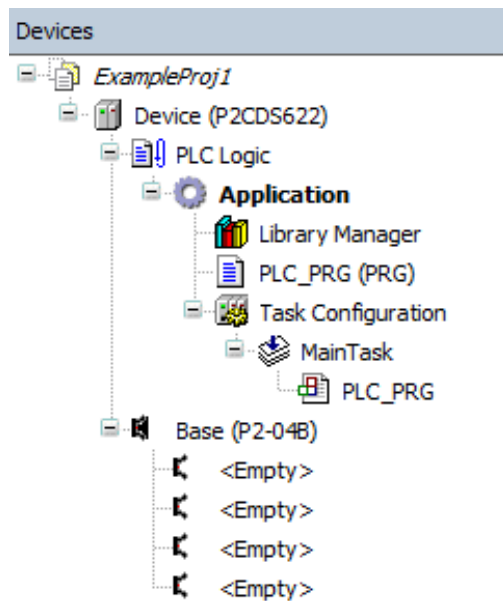 Devices
ExampleProj1
Device (P2CDS622)
PLC Logic
Application
Library Manager
PLC_PRG (PRG)
Task Configuration
MainTask
PLC_PRG
Base (P2-04B)
<Empty>
<Empty>
<Empty>
<Empty>